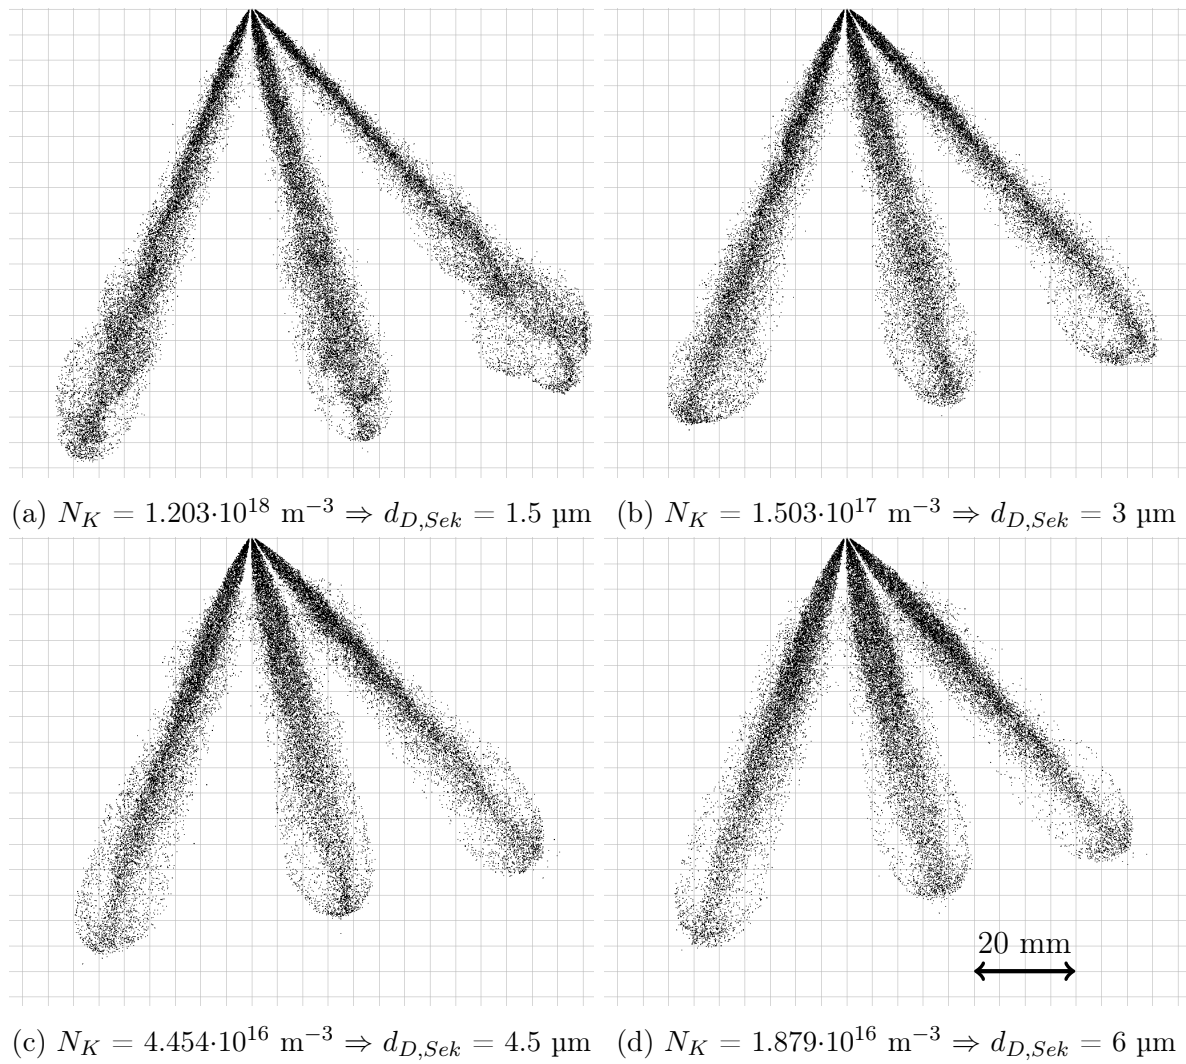 (a) N_K = 1.203·10^18 m^−3 ⇒ d_D,Sek = 1.5 µm
(b) N_K = 1.503·10^17 m^−3 ⇒ d_D,Sek = 3 µm
20 mm
(c) N_K = 4.454·10^16 m^−3 ⇒ d_D,Sek = 4.5 µm
(d) N_K = 1.879·10^16 m^−3 ⇒ d_D,Sek = 6 µm